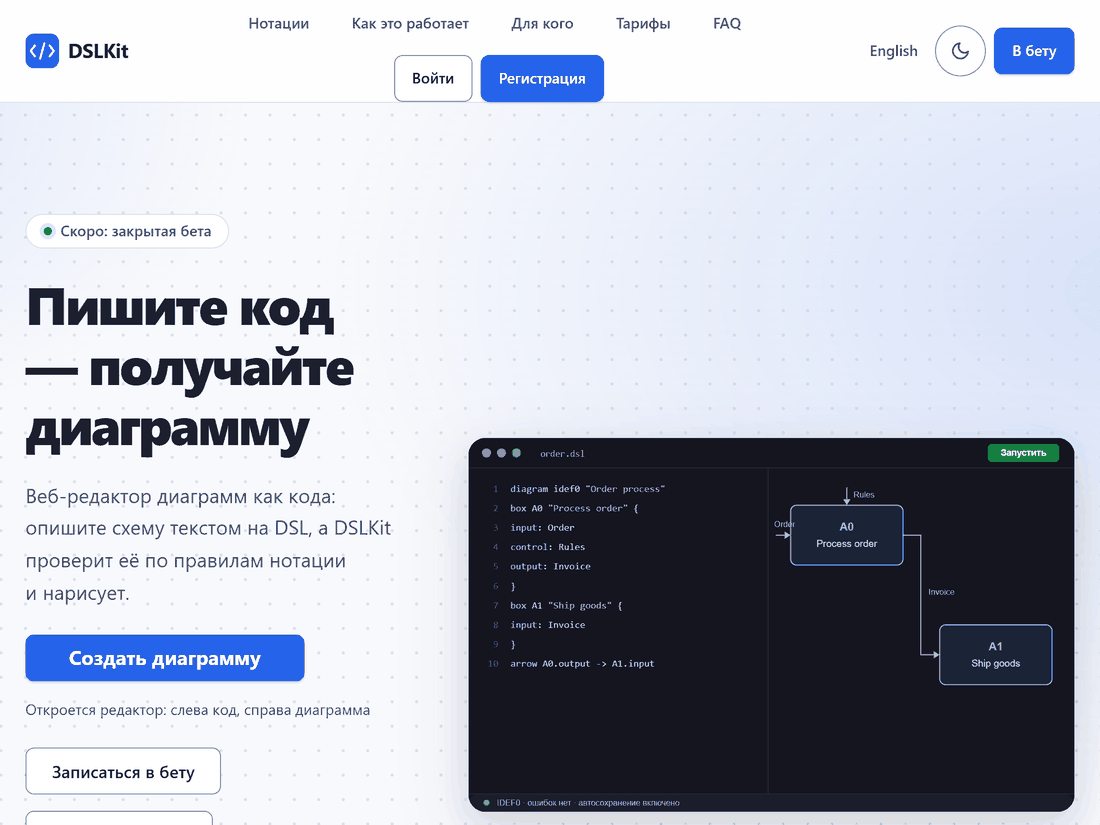 DSLKit
Нотации
Как это работает
Для кого
Тарифы
FAQ
Войти
Регистрация
English
В бету
Скоро: закрытая бета
Пишите код
— получайте
диаграмму
Веб-редактор диаграмм как кода:
опишите схему текстом на DSL, а DSLKit
проверит её по правилам нотации
и нарисует.
Создать диаграмму
Откроется редактор: слева код, справа диаграмма
Записаться в бету
order.dsl
Запустить
1 diagram idef0 "Order process"
2 box A0 "Process order" {
3 input: Order
4 control: Rules
5 output: Invoice
6 }
7 box A1 "Ship goods" {
8 input: Invoice
9 }
10 arrow A0.output -> A1.input
Rules
Order
A0
Process order
Invoice
A1
Ship goods
IDEF0 · ошибок нет · автосохранение включено